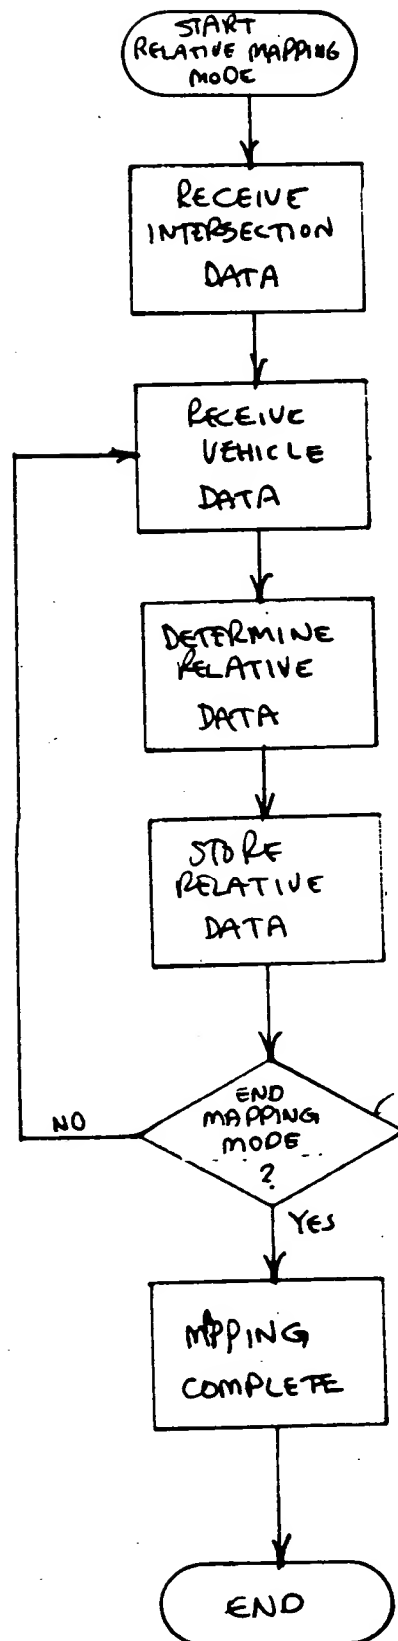 START
RELATIVE MAPPING
MODE
RECEIVE
INTERSECTION
DATA
RECEIVE
VEHICLE
DATA
DETERMINE
RELATIVE
DATA
STORE
RELATIVE
DATA
END
MAPPING
MODE
?
NO
YES
MAPPING
COMPLETE
END